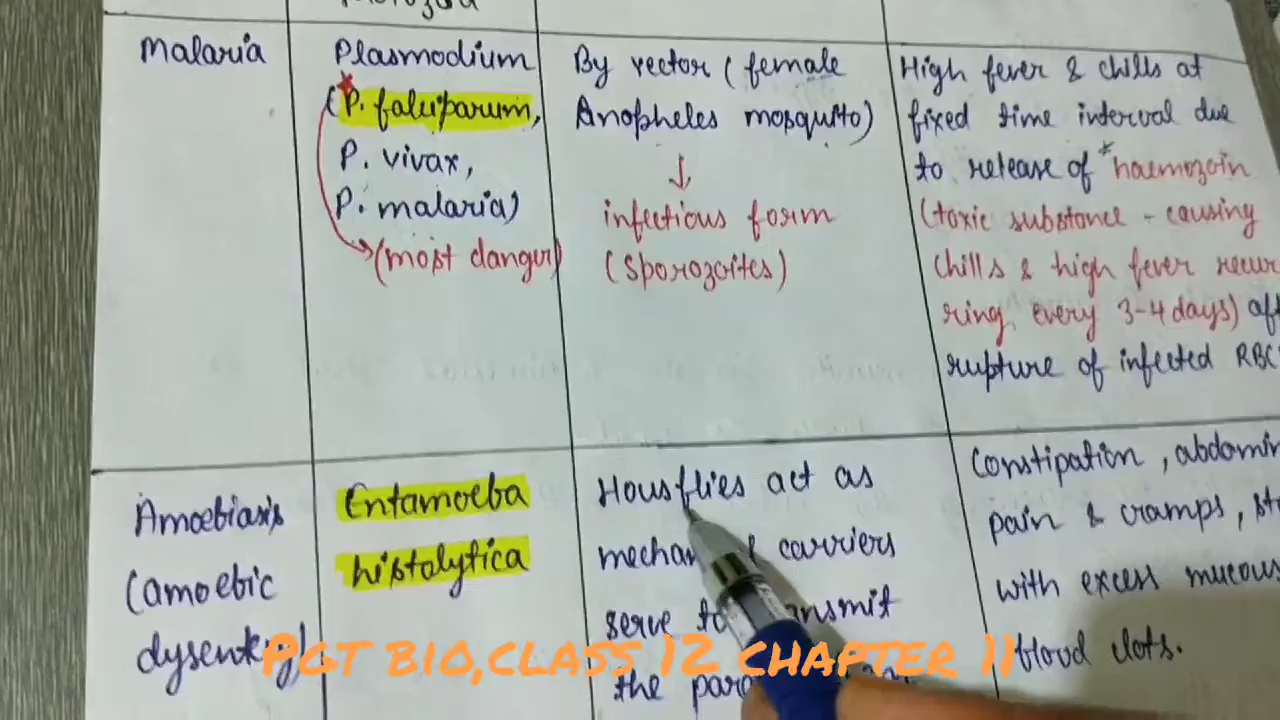 Malaria
Plasmodium
(P. faluparum,
P. vivax,
P. malaria)
(most danger)
By vector (female
Anopheles mosquito)
↓
infectious form
(Sporozoites)
High fever & chills at
fixed time interval due
to release of *haemozoin
(toxic substance - causing
chills & high fever recur
ring every 3-4 days) aft
rupture of infected RBC
Amoebiasis
(amoebic
dysentery)
Entamoeba
histolytica
Housflies act as
carriers
serve
the
Constipation, abdomin
pain & cramps,
with excess mucous
blood clots.
Pgt bio,class 12 chapter 11